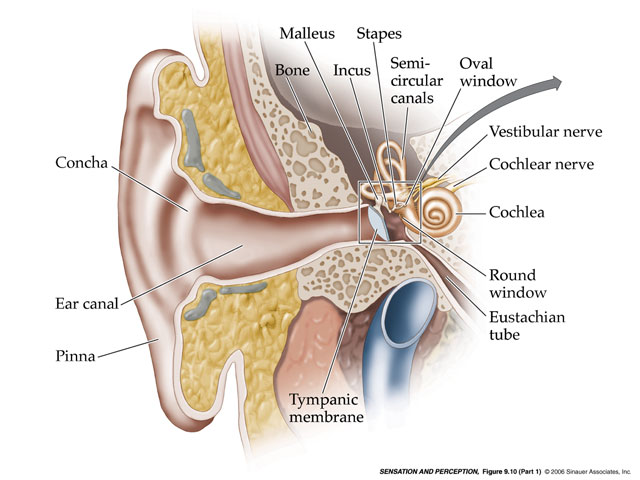 Malleus
Stapes
Bone
Incus
Semi-
circular
canals
Oval
window
Vestibular nerve
Cochlear nerve
Concha
Cochlea
Round
window
Ear canal
Eustachian
tube
Pinna
Tympanic
membrane
SENSATION AND PERCEPTION, Figure 9.10 (Part 1) © 2006 Sinauer Associates, Inc.